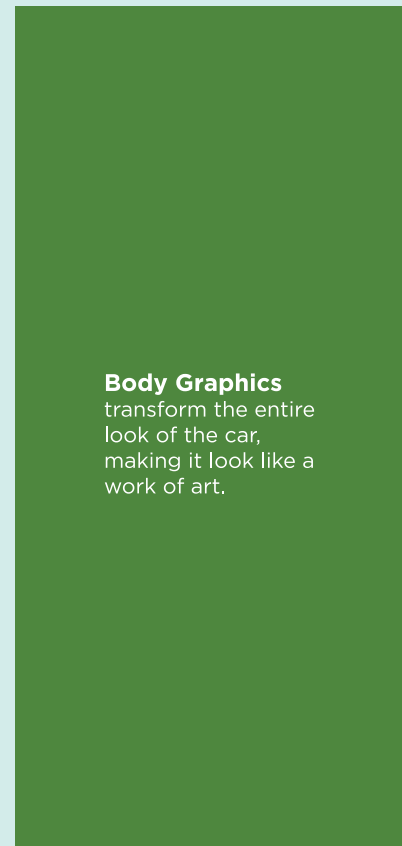 Body Graphics
transform the entire
look of the car,
making it look like a
work of art.